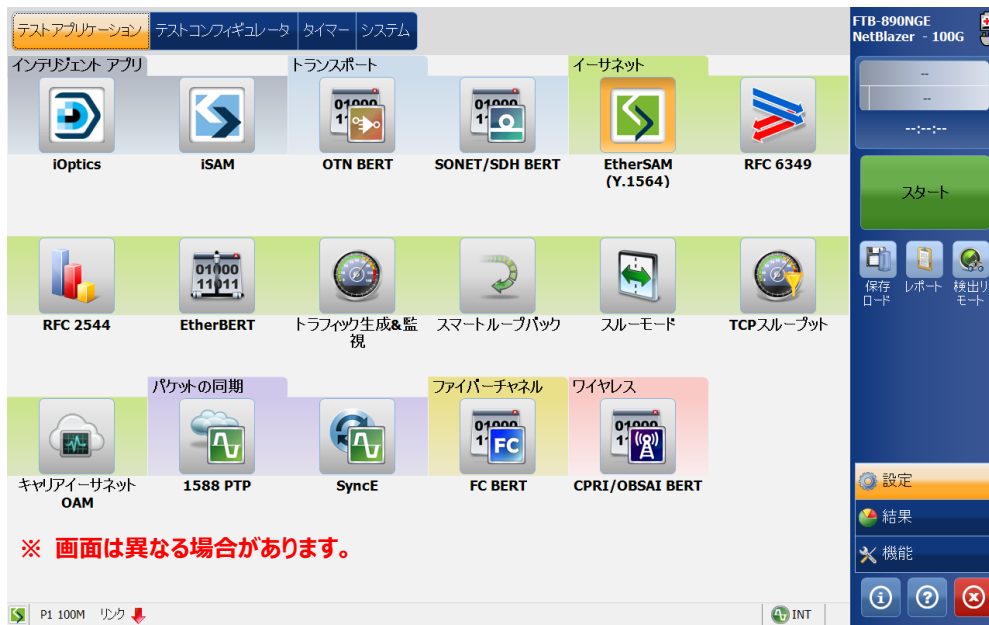 テストアプリケーション テストコンフィギュレータ タイマー システム
FTB-890NGE
NetBlazer - 100G
インテリジェント アプリ トランスポート イーサネット
iOptics iSAM OTN BERT SONET/SDH BERT EtherSAM (Y.1564) RFC 6349
RFC 2544 EtherBERT トラフィック生成&監視 スマートループバック スルーモード TCPスループット
パケットの同期 ファイバーチャネル ワイヤレス
キャリアイーサネット OAM 1588 PTP SyncE FC BERT CPRI/OBSAI BERT
※ 画面は異なる場合があります。
P1 100M リンク
INT
--
--
--:--:--
スタート
保存 ロード レポート 検出リモート
設定
結果
機能